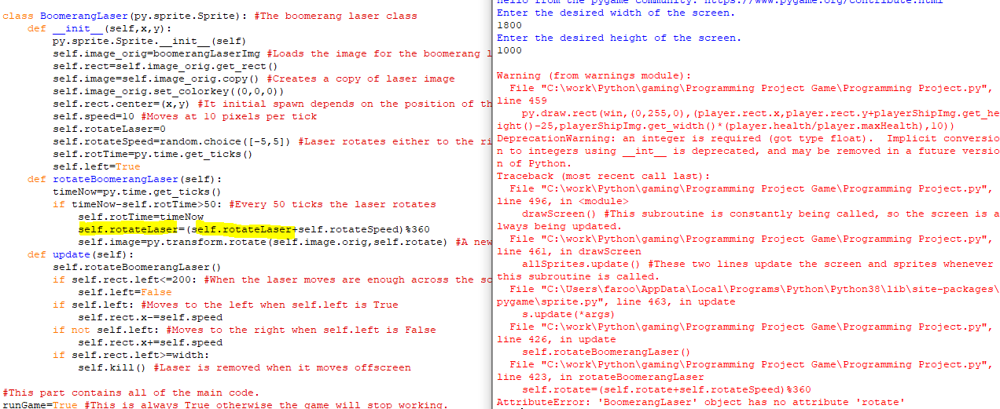 class BoomerangLaser(py.sprite.Sprite): #The boomerang laser class
def __init__(self,x,y):
py.sprite.Sprite.__init__(self)
self.image_orig=boomerangLaserImg #Loads the image for the boomerang l
self.rect=self.image_orig.get_rect()
self.image=self.image_orig.copy() #Creates a copy of laser image
self.image_orig.set_colorkey((0,0,0))
self.rect.center=(x,y) #It initial spawn depends on the position of th
self.speed=10 #Moves at 10 pixels per tick
self.rotateLaser=0
self.rotateSpeed=random.choice([-5,5]) #Laser rotates either to the ri
self.rotTime=py.time.get_ticks()
self.left=True
def rotateBoomerangLaser(self):
timeNow=py.time.get_ticks()
if timeNow-self.rotTime>50: #Every 50 ticks the laser rotates
self.rotTime=timeNow
self.rotateLaser=(self.rotateLaser+self.rotateSpeed)%360
self.image=py.transform.rotate(self.image.orig,self.rotate) #A new
def update(self):
self.rotateBoomerangLaser()
if self.rect.left<=200: #When the laser moves are enough across the sc
self.left=False
if self.left: #Moves to the left when self.left is True
self.rect.x-=self.speed
if not self.left: #Moves to the right when self.left is False
self.rect.x+=self.speed
if self.rect.left>=width:
self.kill() #Laser is removed when it moves offscreen
#This part contains all of the main code.
runGame=True #This is always True otherwise the game will stop working.
Hello from the pygame community. https://www.pygame.org/contribute.html
Enter the desired width of the screen.
1800
Enter the desired height of the screen.
1000
Warning (from warnings module):
File "C:\work\Python\gaming\Programming Project Game\Programming Project.py",
line 459
py.draw.rect(win,(0,255,0),(player.rect.x,player.rect.y+playerShipImg.get_he
ight()-25,playerShipImg.get_width()*(player.health/player.maxHealth),10))
DeprecationWarning: an integer is required (got type float).  Implicit conversio
n to integers using __int__ is deprecated, and may be removed in a future versio
n of Python.
Traceback (most recent call last):
File "C:\work\Python\gaming\Programming Project Game\Programming Project.py",
line 496, in <module>
drawScreen() #This subroutine is constantly being called, so the screen is a
lways being updated.
File "C:\work\Python\gaming\Programming Project Game\Programming Project.py",
line 461, in drawScreen
allSprites.update() #These two lines update the screen and sprites whenever
this subroutine is called.
File "C:\Users\faroo\AppData\Local\Programs\Python\Python38\lib\site-packages\
pygame\sprite.py", line 463, in update
s.update(*args)
File "C:\work\Python\gaming\Programming Project Game\Programming Project.py",
line 426, in update
self.rotateBoomerangLaser()
File "C:\work\Python\gaming\Programming Project Game\Programming Project.py",
line 423, in rotateBoomerangLaser
self.rotate=(self.rotate+self.rotateSpeed)%360
AttributeError: 'BoomerangLaser' object has no attribute 'rotate'